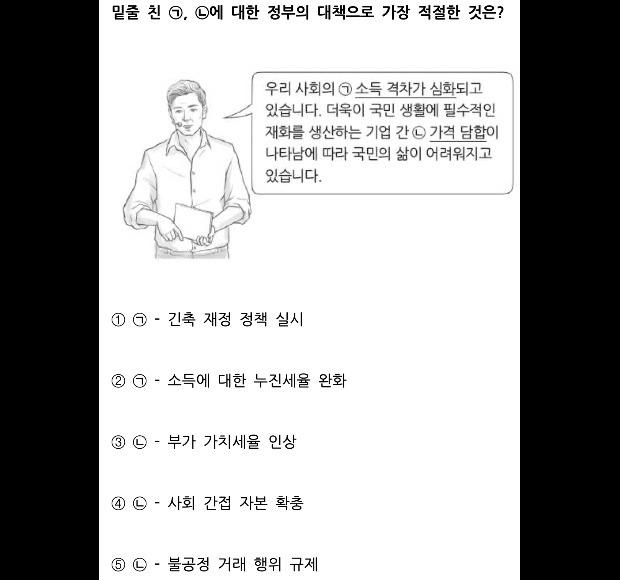 밑줄 친 ㉠, ㉡에 대한 정부의 대책으로 가장 적절한 것은?
우리 사회의 ㉠ 소득 격차가 심화되고
있습니다. 더욱이 국민 생활에 필수적인
재화를 생산하는 기업 간 ㉡ 가격 담합이
나타남에 따라 국민의 삶이 어려워지고
있습니다.
① ㉠ - 긴축 재정 정책 실시
② ㉠ - 소득에 대한 누진세율 완화
③ ㉡ - 부가 가치세율 인상
④ ㉡ - 사회 간접 자본 확충
⑤ ㉡ - 불공정 거래 행위 규제